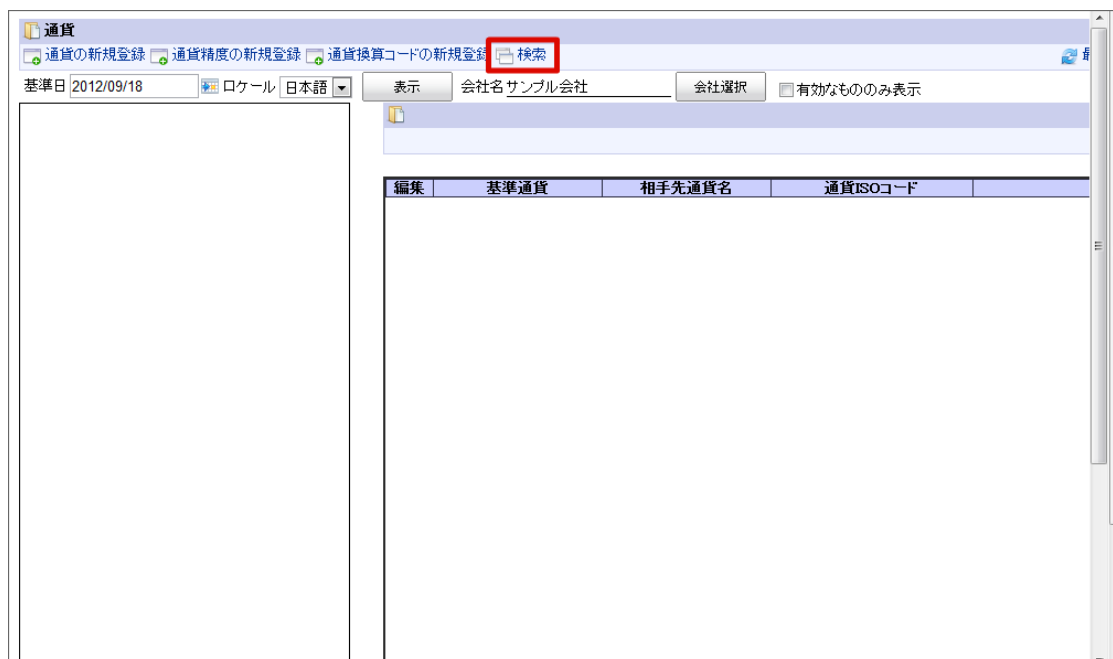 通貨
通貨の新規登録 通貨精度の新規登録 通貨換算コードの新規登録 検索
基準日 2012/09/18 ロケール 日本語 表示 会社名 サンプル会社 会社選択 有効なもののみ表示
編集 基準通貨 相手先通貨名 通貨ISOコード